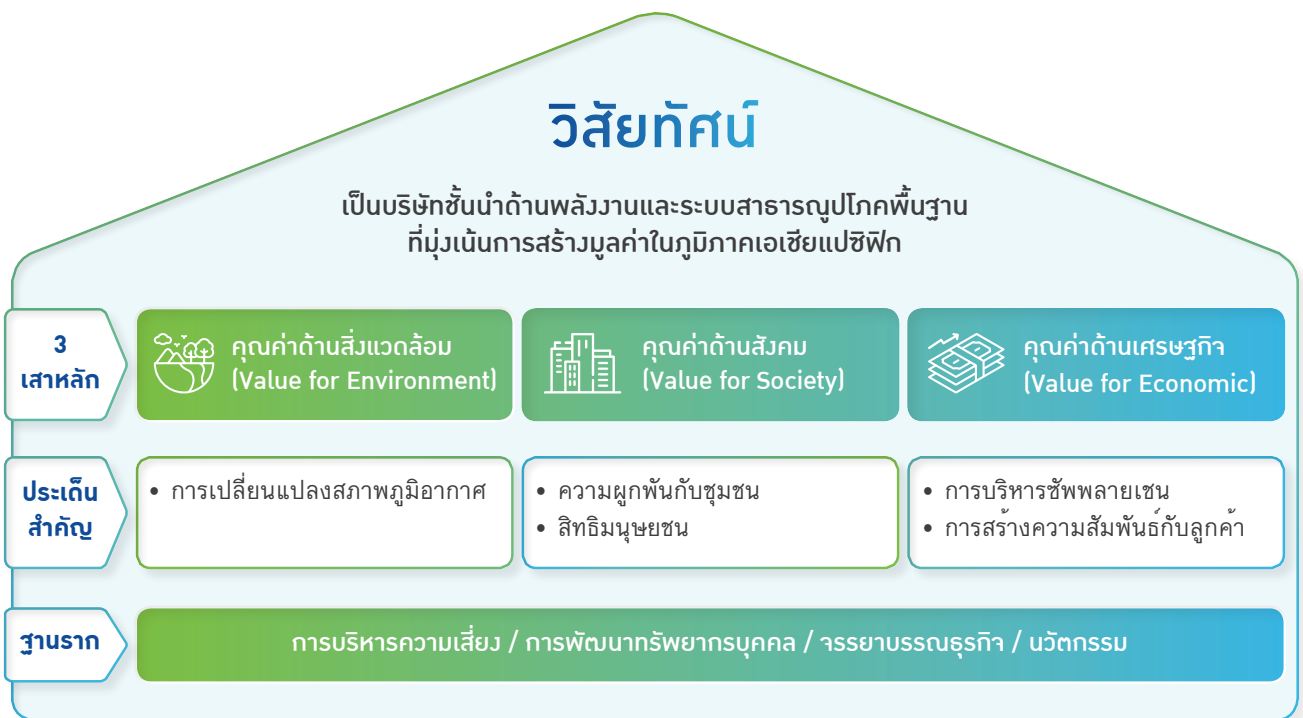 วิสัยทัศน์
เป็นบริษัทชั้นนำด้านพลังงานและระบบสาธารณูปโภคพื้นฐาน
ที่มุ่งเน้นการสร้างมูลค่าในภูมิภาคเอเชียแปซิฟิก
3
เสาหลัก
คุณค่าด้านสิ่งแวดล้อม
(Value for Environment)
คุณค่าด้านสังคม
(Value for Society)
คุณค่าด้านเศรษฐกิจ
(Value for Economic)
ประเด็น
สำคัญ
• การเปลี่ยนแปลงสภาพภูมิอากาศ
• ความผูกพันกับชุมชน
• สิทธิมนุษยชน
• การบริหารซัพพลายเชน
• การสร้างความสัมพันธ์กับลูกค้า
ฐานราก
การบริหารความเสี่ยง / การพัฒนาทรัพยากรบุคคล / จรรยาบรรณธุรกิจ / นวัตกรรม